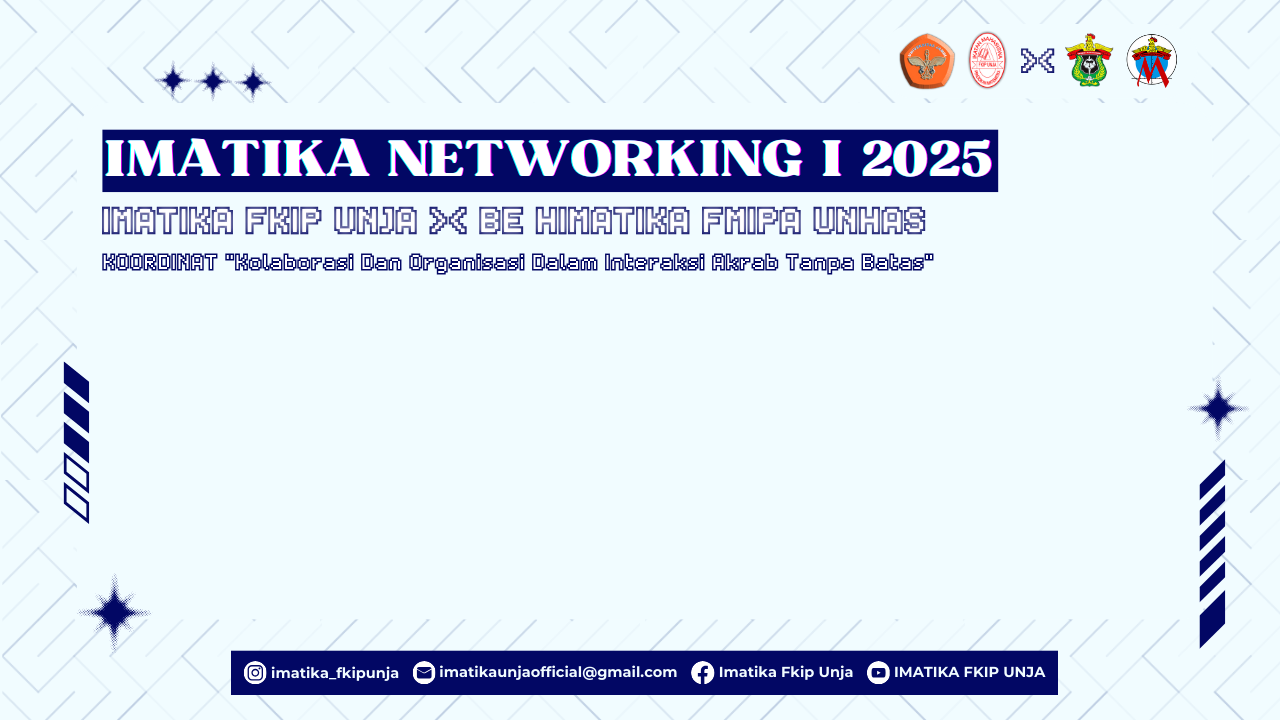 IMATIKA NETWORKING I 2025
IMATIKA FKIP UNJA >< BE HIMATIKA FMIPA UNHAS
KOORDINAT "Kolaborasi Dan Organisasi Dalam Interaksi Akrab Tanpa Batas"
imatika_fkipunja imatikaunjaofficial@gmail.com Imatika Fkip Unja IMATIKA FKIP UNJA